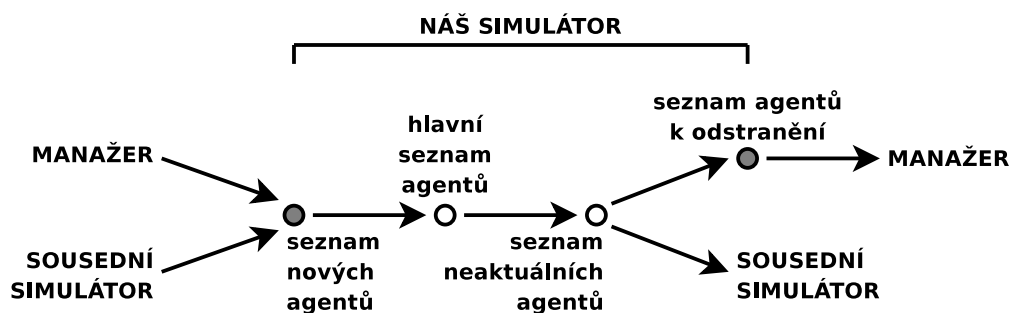 NÁŠ SIMULÁTOR
seznam agentů
k odstranění
hlavní
seznam
agentů
MANAŽER
MANAŽER
seznam
nových
agentů
seznam
neaktuálních
agentů
SOUSEDNÍ
SIMULÁTOR
SOUSEDNÍ
SIMULÁTOR